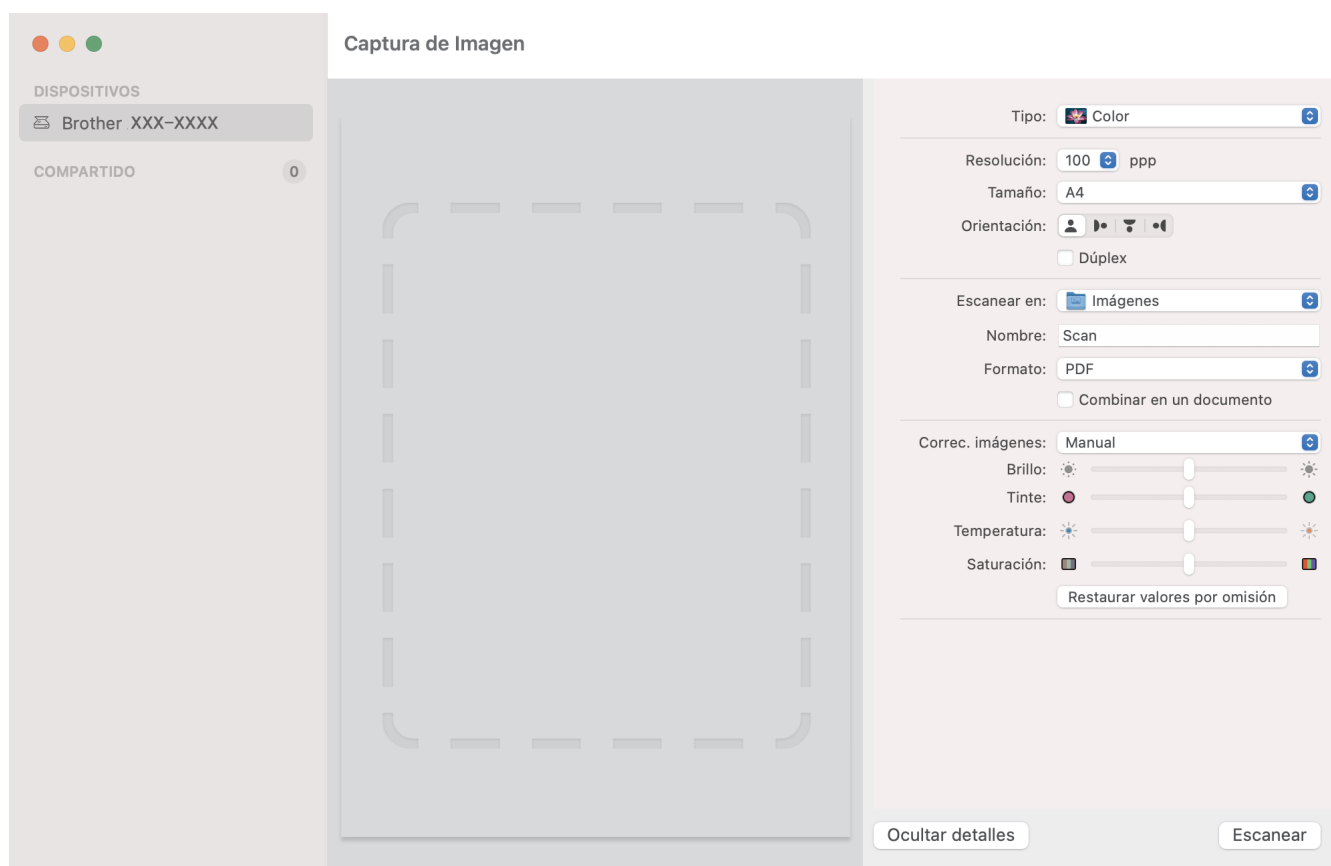 Captura de Imagen
DISPOSITIVOS
Brother XXX-XXXX
COMPARTIDO 0
Tipo: Color
Resolución: 100 ppp
Tamaño: A4
Orientación:
Dúplex
Escanear en: Imágenes
Nombre: Scan
Formato: PDF
Combinar en un documento
Correc. imágenes: Manual
Brillo:
Tinte:
Temperatura:
Saturación:
Restaurar valores por omisión
Ocultar detalles Escanear